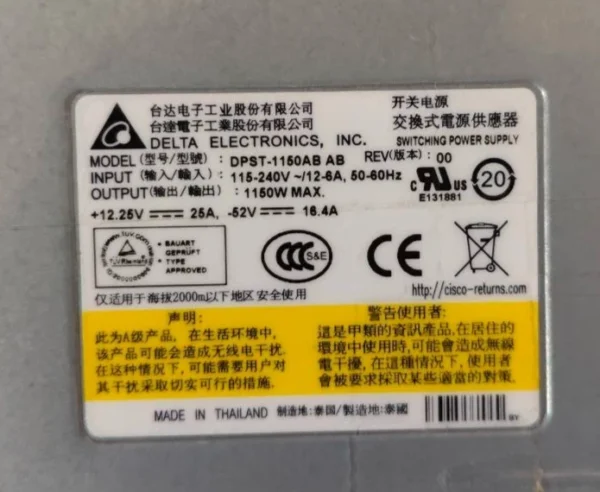 台达电子工业股份有限公司
台達電子工業股份有限公司
DELTA ELECTRONICS, INC.
开关电源
交換式電源供應器
SWITCHING POWER SUPPLY
MODEL (型号/型號) : DPST-1150AB AB REV(版本) : 00
INPUT (输入/輸入) : 115-240V ~/12-6A, 50-60Hz
OUTPUT(输出/輸出) : 1150W MAX.
+12.25V ⎓ 25A, -52V ⎓ 16.4A
c RU US
E131881
20
TUVRheinland
• BAUART
GEPRUFT
• TYPE
APPROVED
CCC S&E
CE
http://cisco-returns.com
仅适用于海拔2000m以下地区安全使用
声明:
此为A级产品, 在生活环境中,
该产品可能会造成无线电干扰.
在这种情况下, 可能需要用户对
其干扰采取切实可行的措施.
警告使用者:
這是甲類的資訊產品, 在居住的
環境中使用時, 可能會造成無線
電干擾, 在這種情況下, 使用者
會被要求採取某些適當的對策.
MADE IN THAILAND 制造地:泰国/製造地:泰國